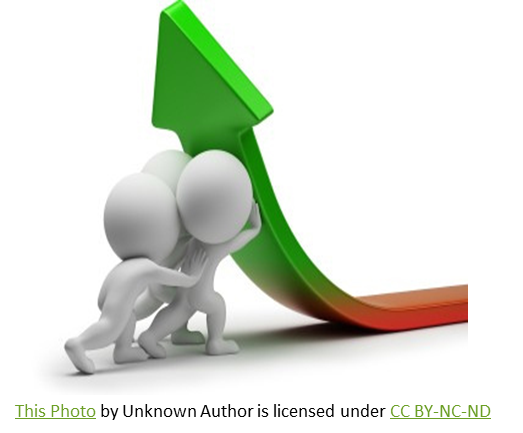 This Photo by Unknown Author is licensed under CC BY-NC-ND